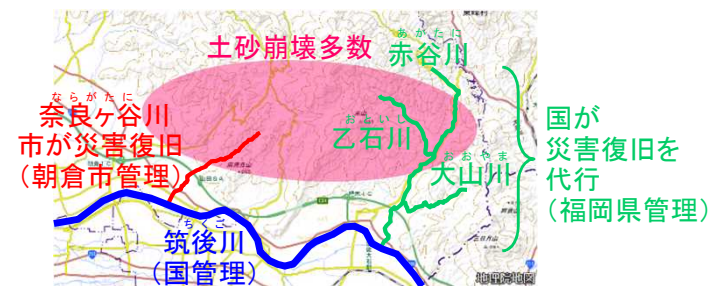 土砂崩壊多数
あかたに
赤谷川
ならがたに
奈良ヶ谷川
市が災害復旧
（朝倉市管理）
おといし
乙石川
おおやま
大山川
国が
災害復旧を
代行
（福岡県管理）
ちくご
筑後川
（国管理）
地理院地図